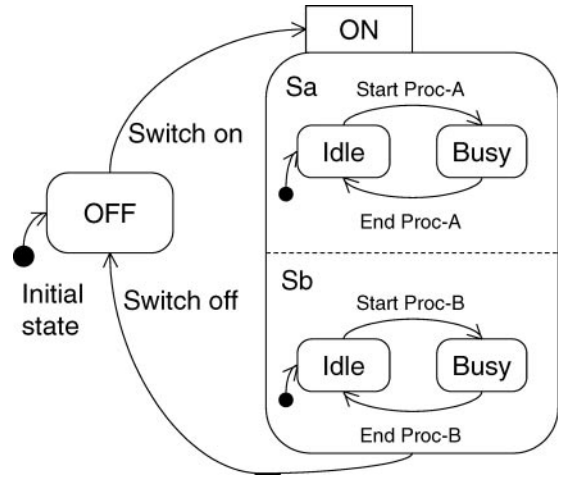 ON
Sa
Start Proc-A
Switch on
Idle
Busy
End Proc-A
OFF
Initial
state
Switch off
Sb
Start Proc-B
Idle
Busy
End Proc-B